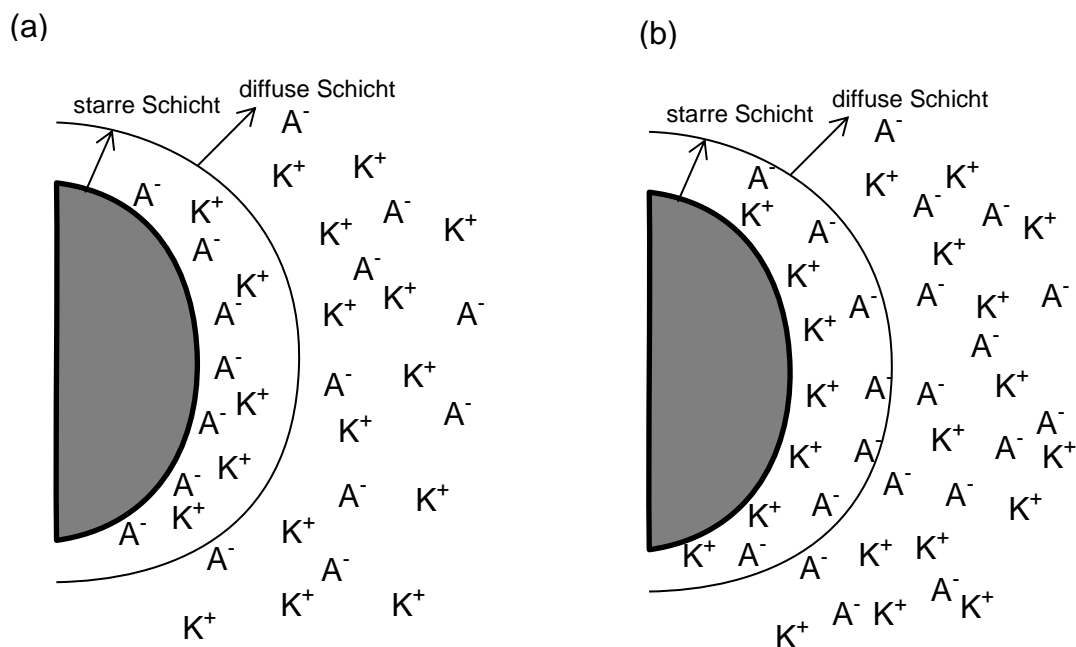 (a)
starre Schicht
diffuse Schicht
A⁻
K⁺ K⁺
A⁻
K⁺ A⁻
K⁺ K⁺
A⁻
A⁻
K⁺
K⁺
A⁻ K⁺ A⁻
A⁻ K⁺
A⁻
K⁺ A⁻
A⁻ K⁺
K⁺
A⁻ A⁻ K⁺
K⁺
A⁻ K⁺
A⁻ A⁻
K⁺ K⁺
K⁺
(b)
starre Schicht
diffuse Schicht
A⁻
A⁻ K⁺ K⁺
K⁺ A⁻ A⁻
A⁻ K⁺
K⁺
K⁺
A⁻ A⁻
A⁻ K⁺
K⁺
A⁻
A⁻ K⁺
K⁺ A⁻
A⁻
K⁺
K⁺ A⁻ A⁻ K⁺
A⁻
A⁻
K⁺ A⁻ K⁺
K⁺ A⁻ K⁺ K⁺
A⁻
A⁻
A⁻ K⁺ K⁺
K⁺